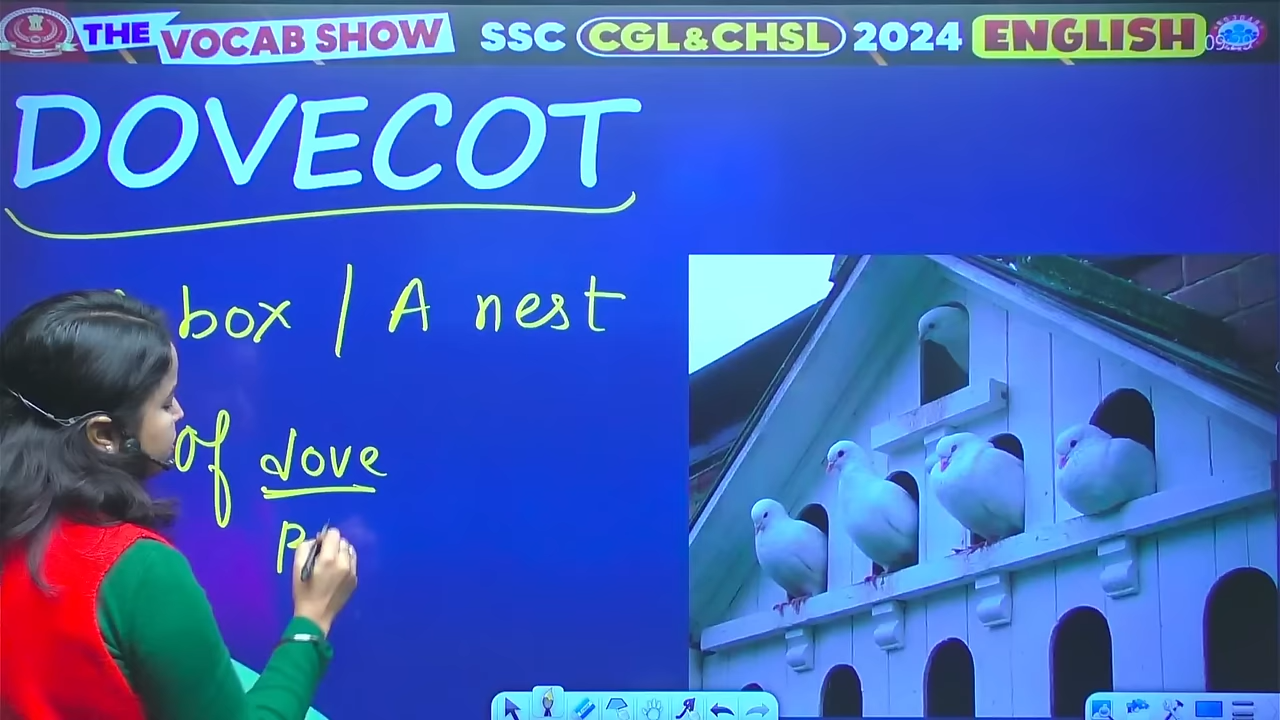 THE VOCAB SHOW SSC CGL&CHSL 2024 ENGLISH
DOVECOT
box / A nest
of dove
P